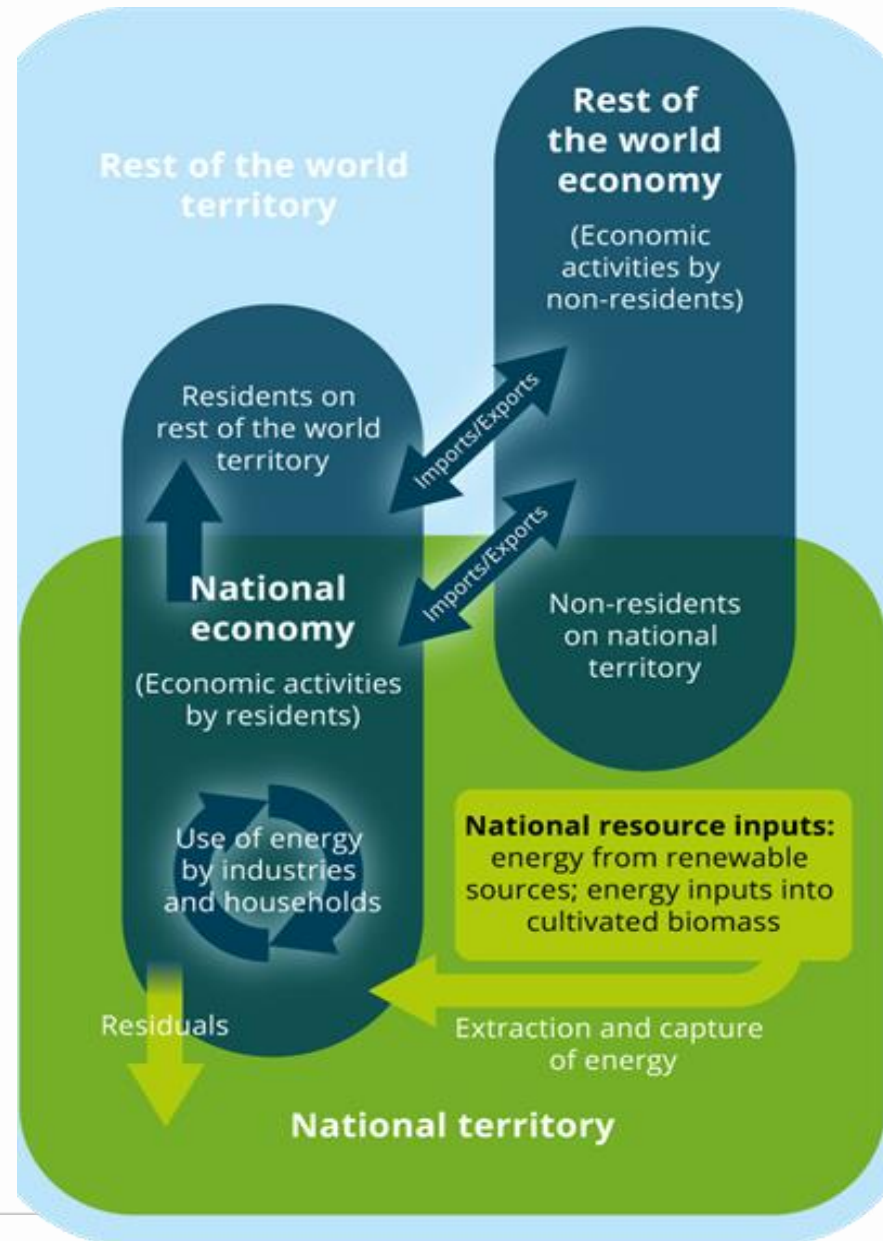 Rest of the world
territory
Rest of
the world
economy
(Economic
activities by
non-residents)
Residents on
rest of the world
territory
Imports/Exports
Imports/Exports
National
economy
(Economic activities
by residents)
Non-residents
on national
territory
Use of energy
by industries
and households
National resource inputs:
energy from renewable
sources; energy inputs into
cultivated biomass
Residuals
Extraction and capture
of energy
National territory